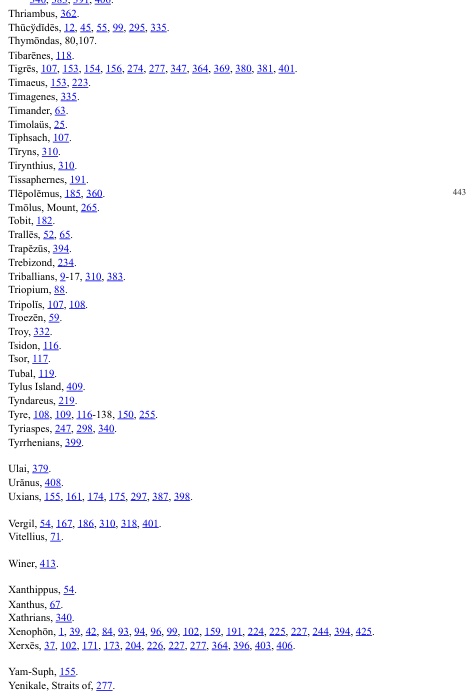 Thriambus, 362.
Thūcȳdīdēs, 12, 45, 55, 99, 295, 335.
Thymōndas, 80,107.
Tibarēnes, 118.
Tigrēs, 107, 153, 154, 156, 274, 277, 347, 364, 369, 380, 381, 401.
Timaeus, 153, 223.
Timagenes, 335.
Timander, 63.
Timolaüs, 25.
Tiphsach, 107.
Tīryns, 310.
Tirynthius, 310.
Tissaphernes, 191.
Tlēpolēmus, 185, 360.
443
Tmōlus, Mount, 265.
Tobit, 182.
Trallēs, 52, 65.
Trapēzūs, 394.
Trebizond, 234.
Triballians, 9-17, 310, 383.
Triopium, 88.
Tripolīs, 107, 108.
Troezēn, 59.
Troy, 332.
Tsidon, 116.
Tsor, 117.
Tubal, 119.
Tylus Island, 409.
Tyndareus, 219.
Tyre, 108, 109, 116-138, 150, 255.
Tyriaspes, 247, 298, 340.
Tyrrhenians, 399.
Ulai, 379.
Urānus, 408.
Uxians, 155, 161, 174, 175, 297, 387, 398.
Vergil, 54, 167, 186, 310, 318, 401.
Vitellius, 71.
Winer, 413.
Xanthippus, 54.
Xanthus, 67.
Xathrians, 340.
Xenophōn, 1, 39, 42, 84, 93, 94, 96, 99, 102, 159, 191, 224, 225, 227, 244, 394, 425.
Xerxēs, 37, 102, 171, 173, 204, 226, 227, 277, 364, 396, 403, 406.
Yam-Suph, 155.
Yenikale, Straits of, 277.